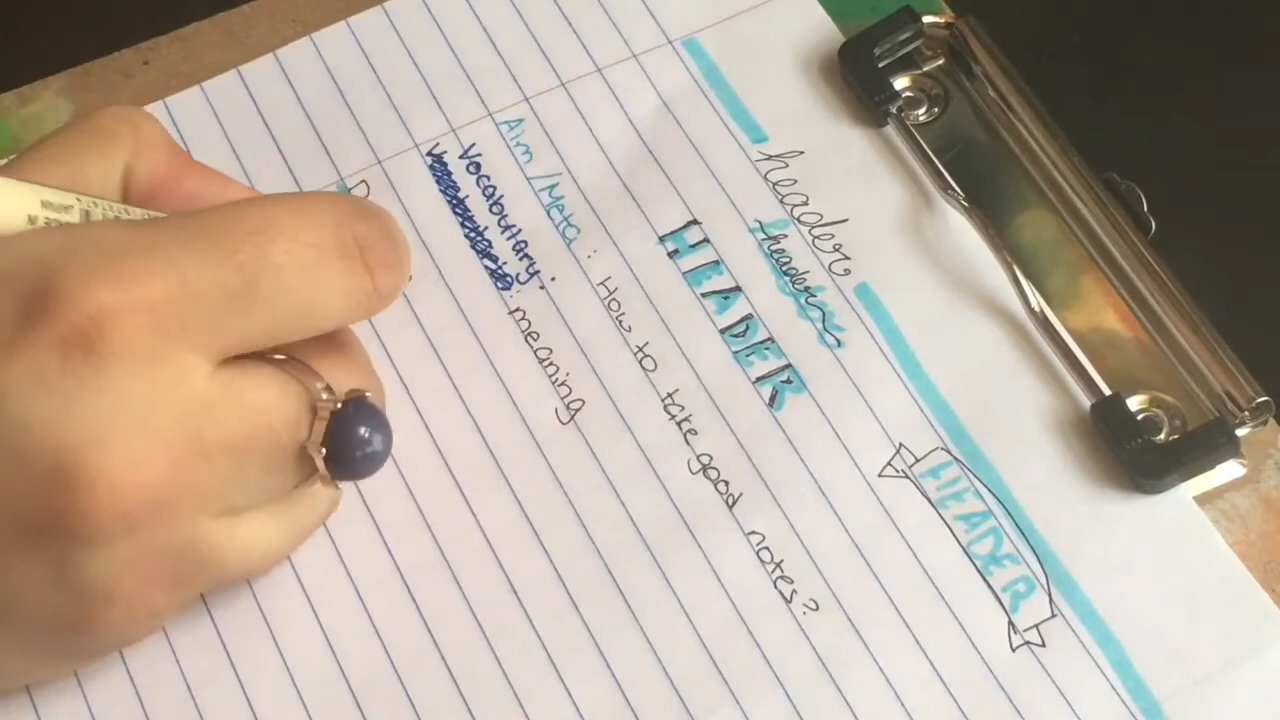 header
header
HEADER
HEADER
Aim / Meta: How to take good notes?
Vocabulary:
: meaning